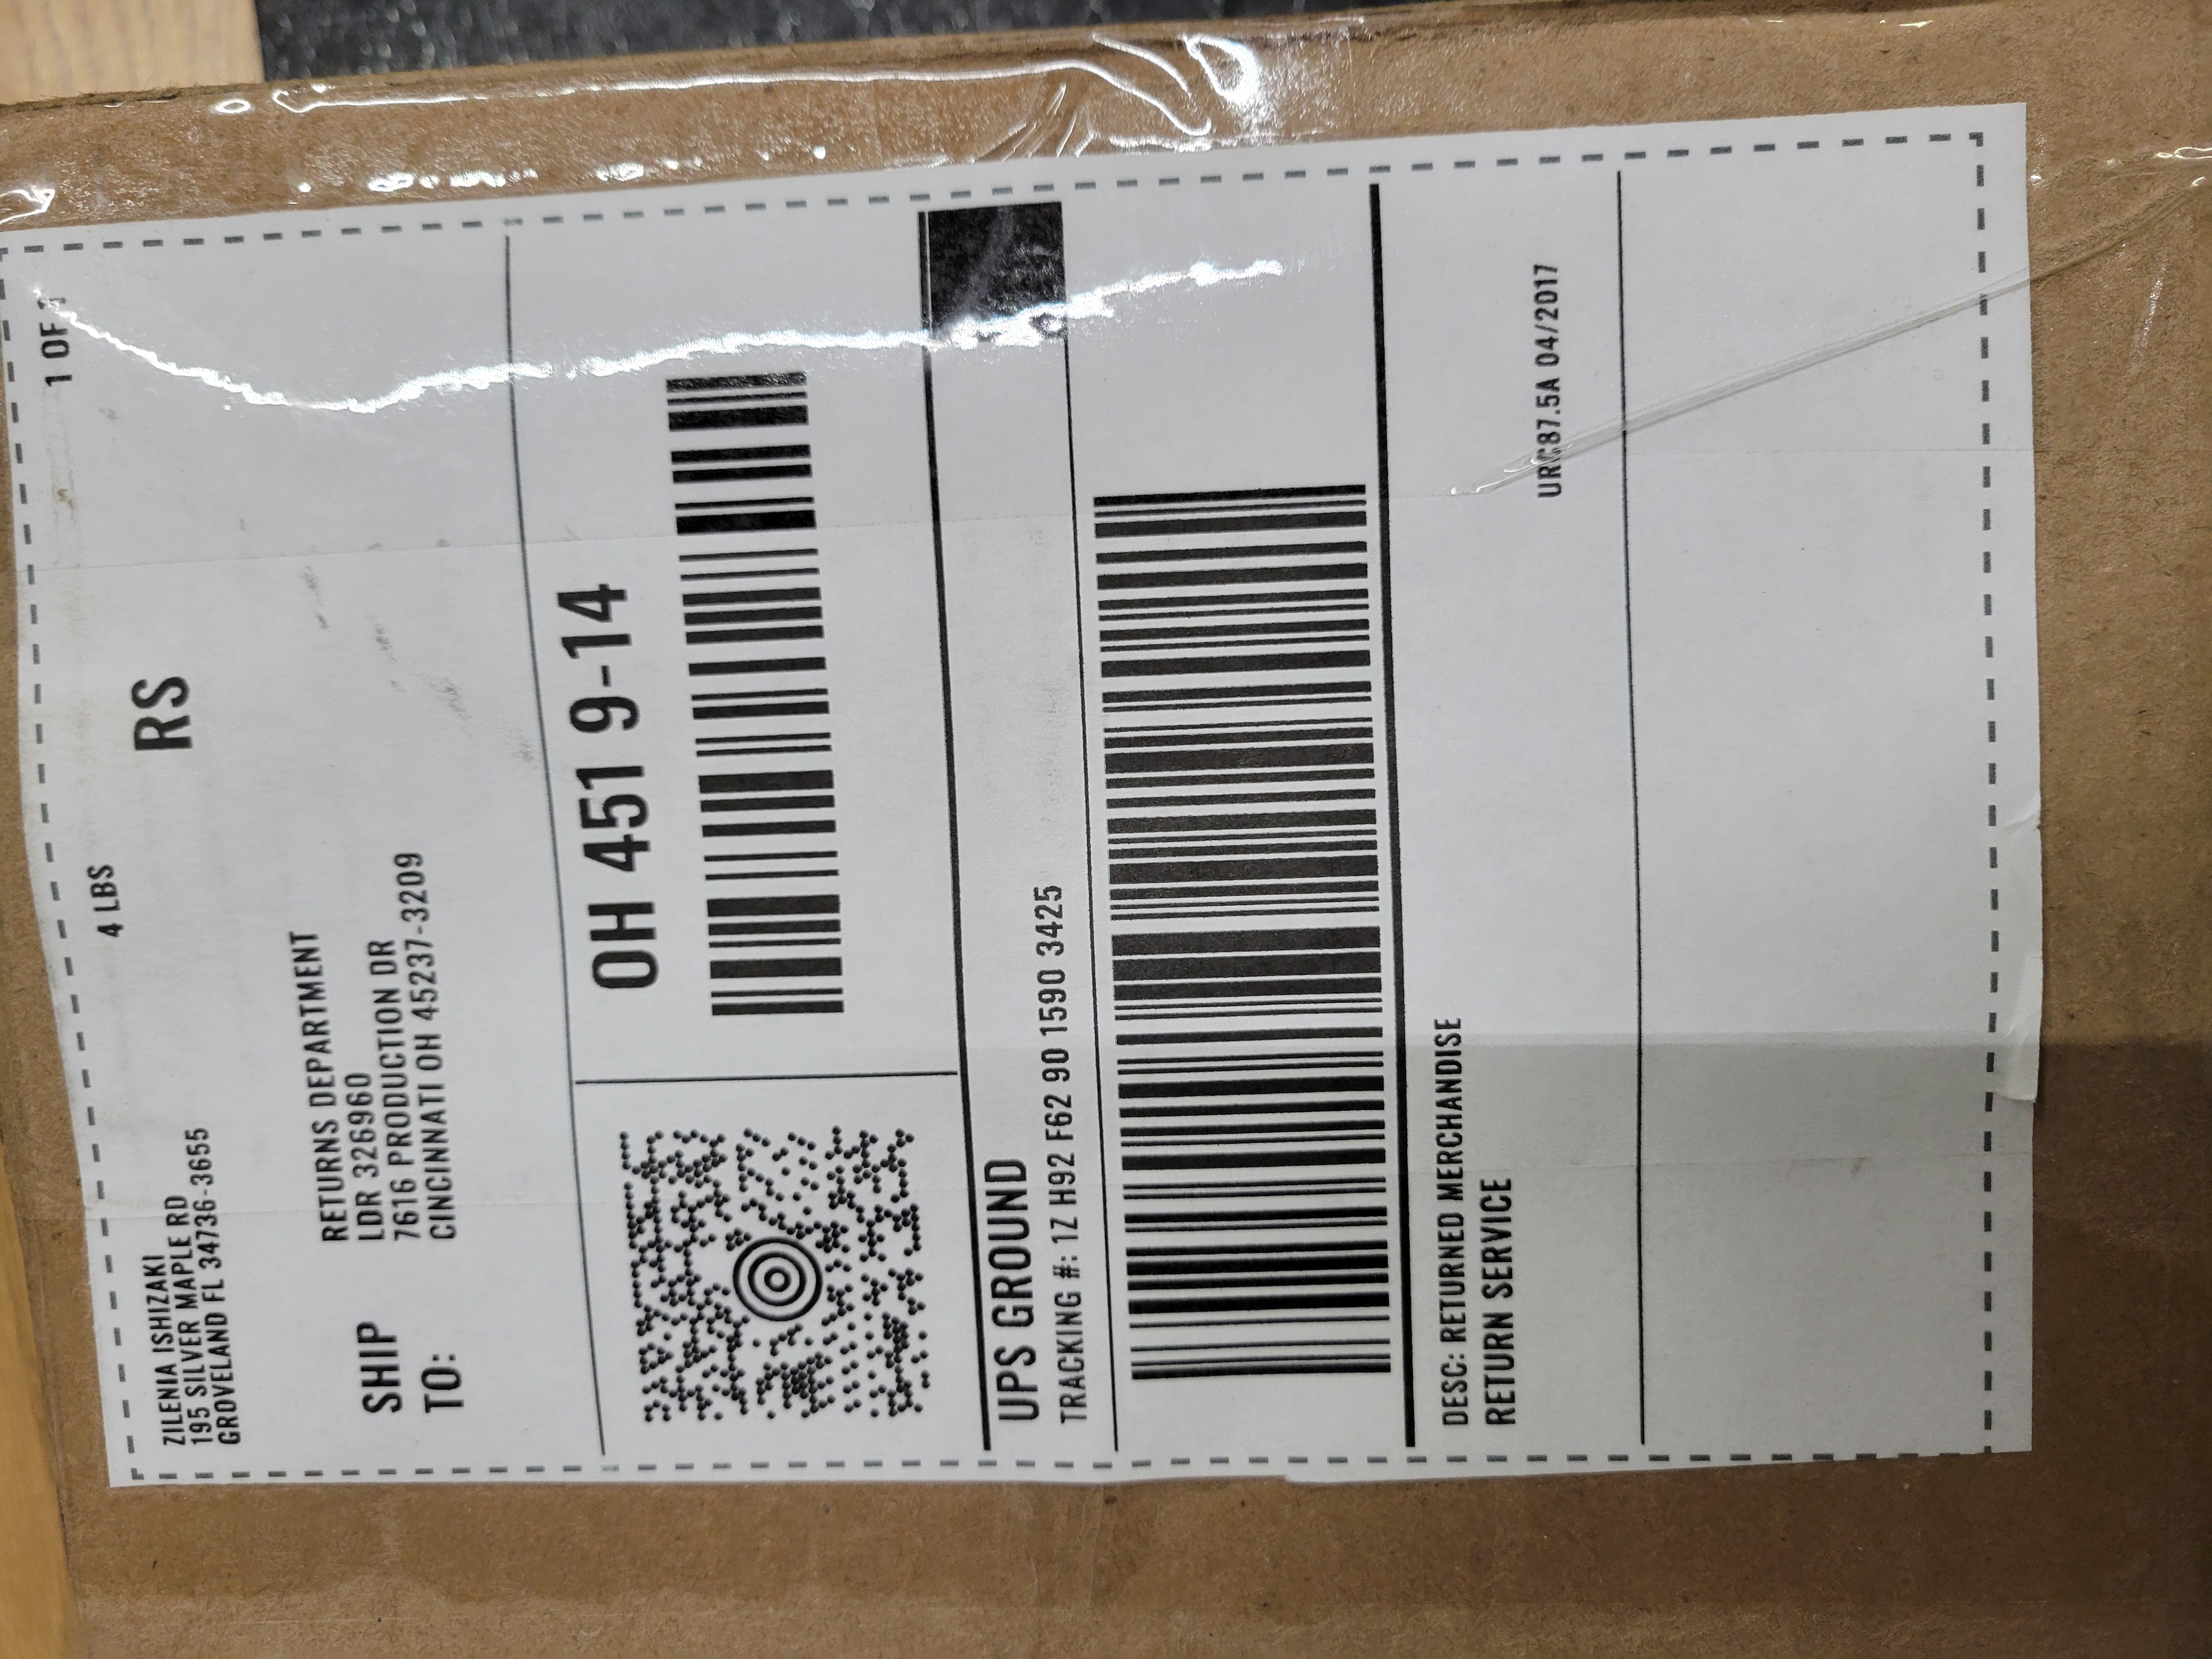 1 OF 1
4 LBS
RS
ZILENIA ISHIZAKI
195 SILVER MAPLE RD
GROVELAND FL 34736-3655
SHIP
TO:
RETURNS DEPARTMENT
LDR 326960
7616 PRODUCTION DR
CINCINNATI OH 45237-3209
OH 451 9-14
UPS GROUND
TRACKING #: 1Z H92 F62 90 1590 3425
DESC: RETURNED MERCHANDISE
RETURN SERVICE
04/2017